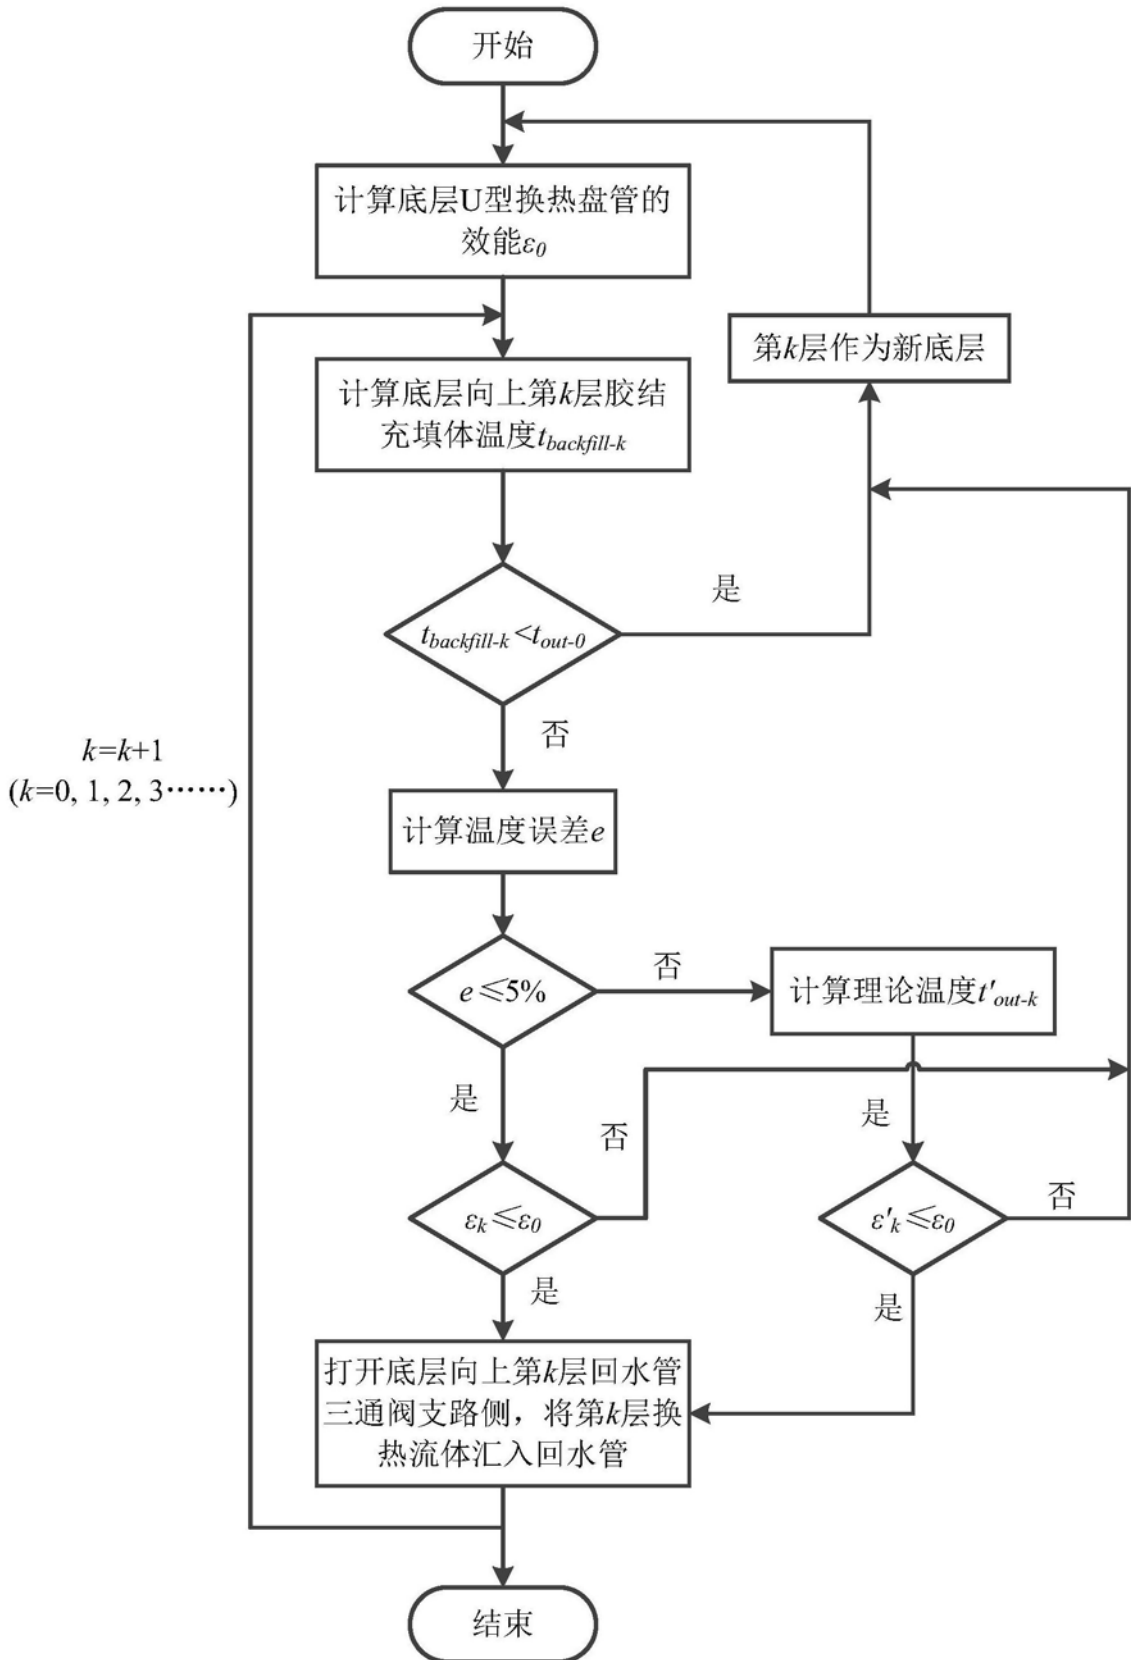 开始
计算底层U型换热盘管的
效能ε0
第k层作为新底层
计算底层向上第k层胶结
充填体温度tbackfill-k
是
tbackfill-k<tout-0
否
k=k+1
(k=0, 1, 2, 3……)
计算温度误差e
否
e≤5%
计算理论温度t'out-k
是
否
是
εk≤ε0
ε'k≤ε0
否
是
是
打开底层向上第k层回水管
三通阀支路侧，将第k层换
热流体汇入回水管
结束